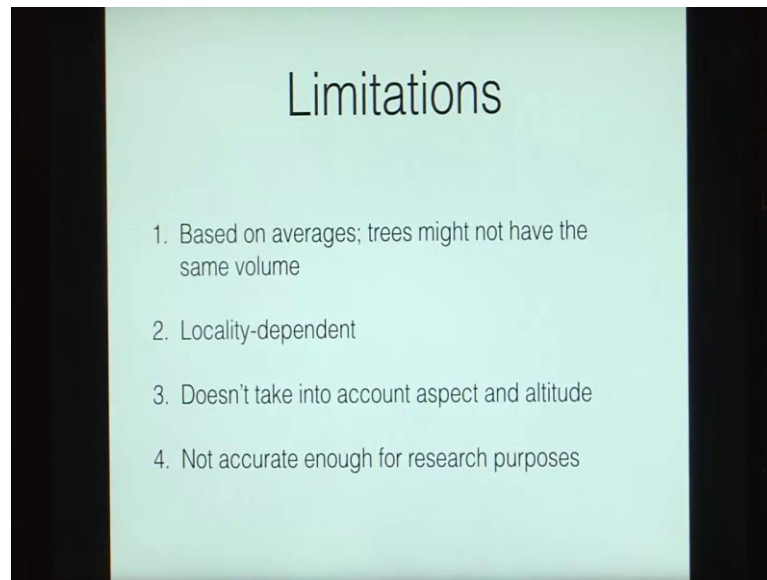 Limitations
1. Based on averages; trees might not have the
same volume
2. Locality-dependent
3. Doesn't take into account aspect and altitude
4. Not accurate enough for research purposes